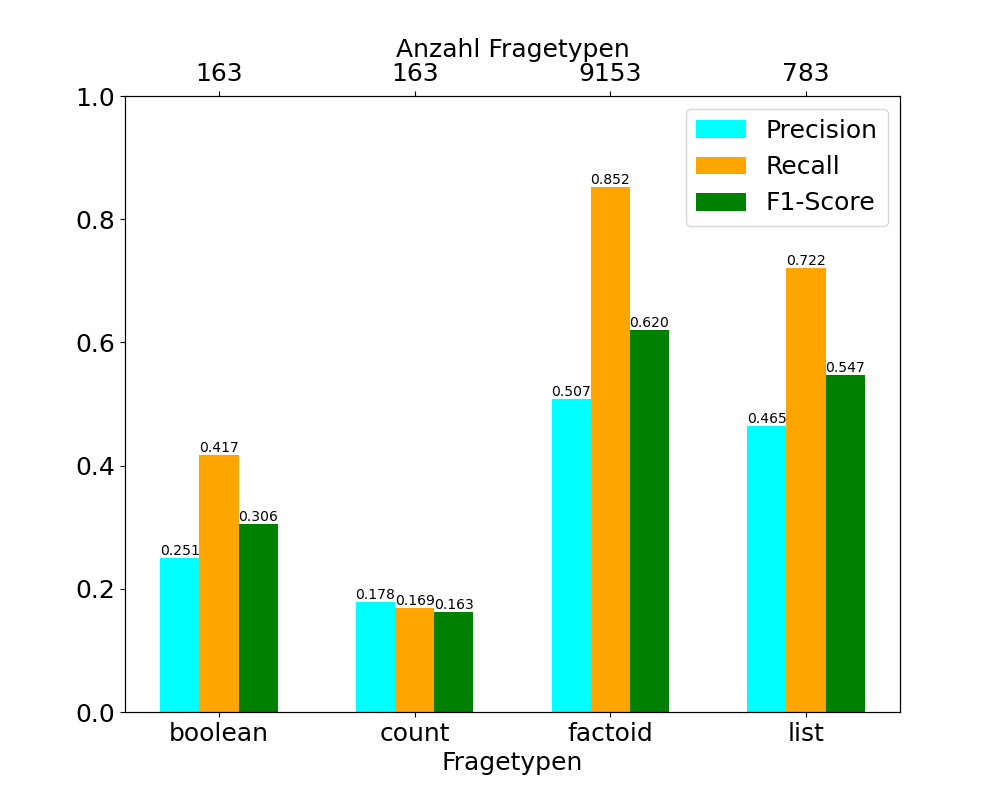 Anzahl Fragetypen
163 163 9153 783
1.0
0.8
0.6
0.4
0.2
0.0
Precision
Recall
F1-Score
0.251 0.417 0.306
0.178 0.169 0.163
0.507 0.852 0.620
0.465 0.722 0.547
boolean count factoid list
Fragetypen